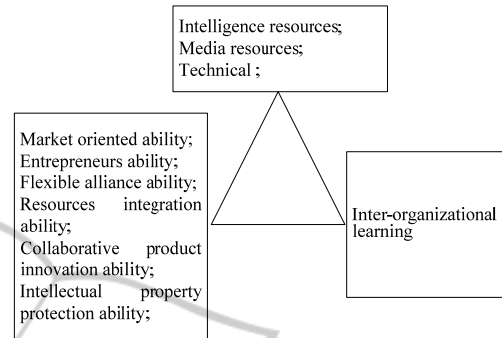 Intelligence resources;
Media resources;
Technical ;
Market oriented ability;
Entrepreneurs ability;
Flexible alliance ability;
Resources integration
ability;
Collaborative product
innovation ability;
Intellectual property
protection ability;
Inter-organizational
learning